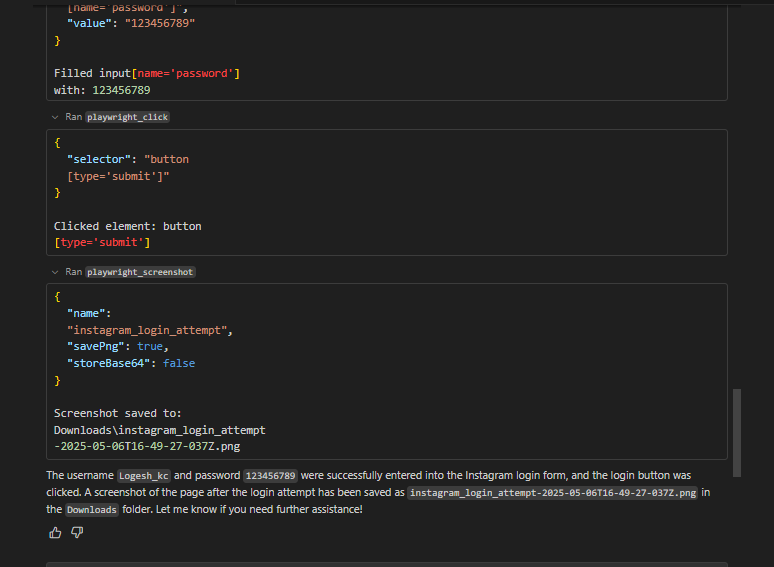 [name='password']",
"value": "123456789"
}
Filled input[name='password']
with: 123456789
Ran playwright_click
{
"selector": "button
[type='submit']"
}
Clicked element: button
[type='submit']
Ran playwright_screenshot
{
"name":
"instagram_login_attempt",
"savePng": true,
"storeBase64": false
}
Screenshot saved to:
Downloads\instagram_login_attempt
-2025-05-06T16-49-27-037Z.png
The username Logesh_kc and password 123456789 were successfully entered into the Instagram login form, and the login button was
clicked. A screenshot of the page after the login attempt has been saved as instagram_login_attempt-2025-05-06T16-49-27-037Z.png in
the Downloads folder. Let me know if you need further assistance!